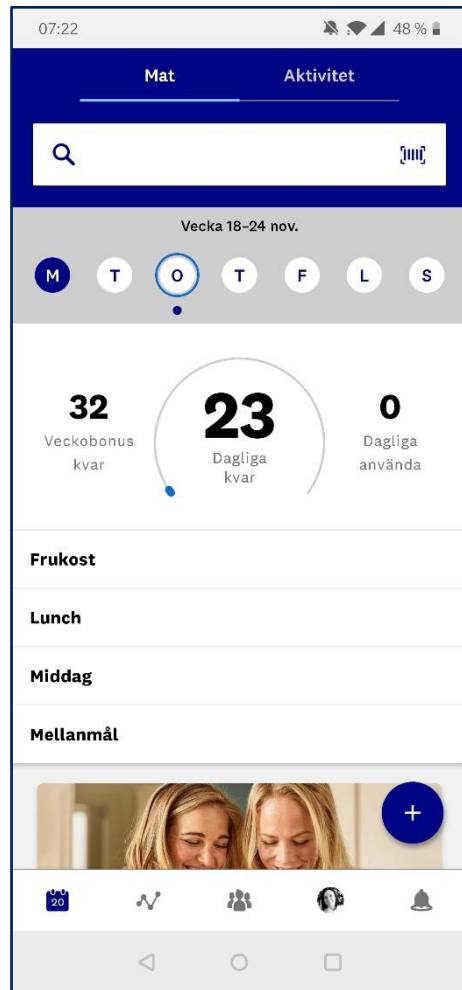 07:22
48 %
Mat
Aktivitet
Vecka 18–24 nov.
M
T
O
T
F
L
S
32
Veckobonus
kvar
23
Dagliga
kvar
0
Dagliga
använda
Frukost
Lunch
Middag
Mellanmål
+
20